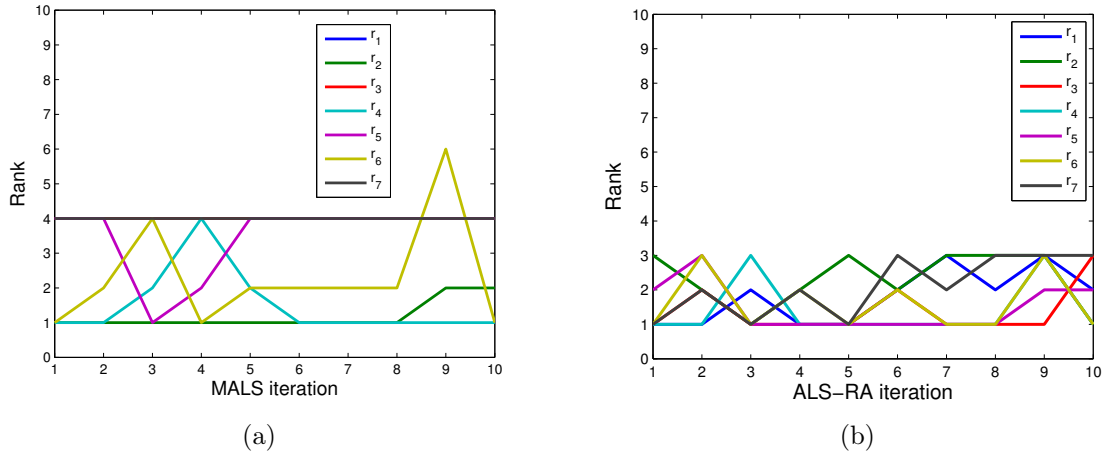 10
9
8
7
6
5
4
3
2
1
0
Rank
r1
r2
r3
r4
r5
r6
r7
1 2 3 4 5 6 7 8 9 10
MALS iteration
(a)
10
9
8
7
6
5
4
3
2
1
0
Rank
r1
r2
r3
r4
r5
r6
r7
1 2 3 4 5 6 7 8 9 10
ALS−RA iteration
(b)